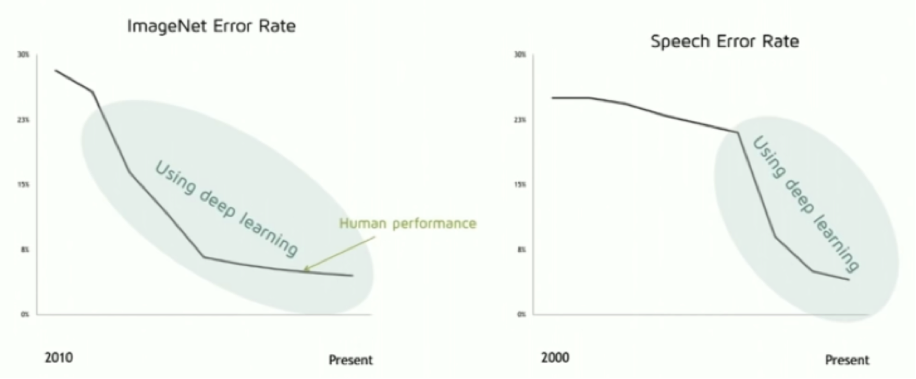 ImageNet Error Rate
30%
23%
15%
8%
0%
Using deep learning
Human performance
2010
Present
Speech Error Rate
30%
23%
15%
8%
0%
Using deep learning
2000
Present